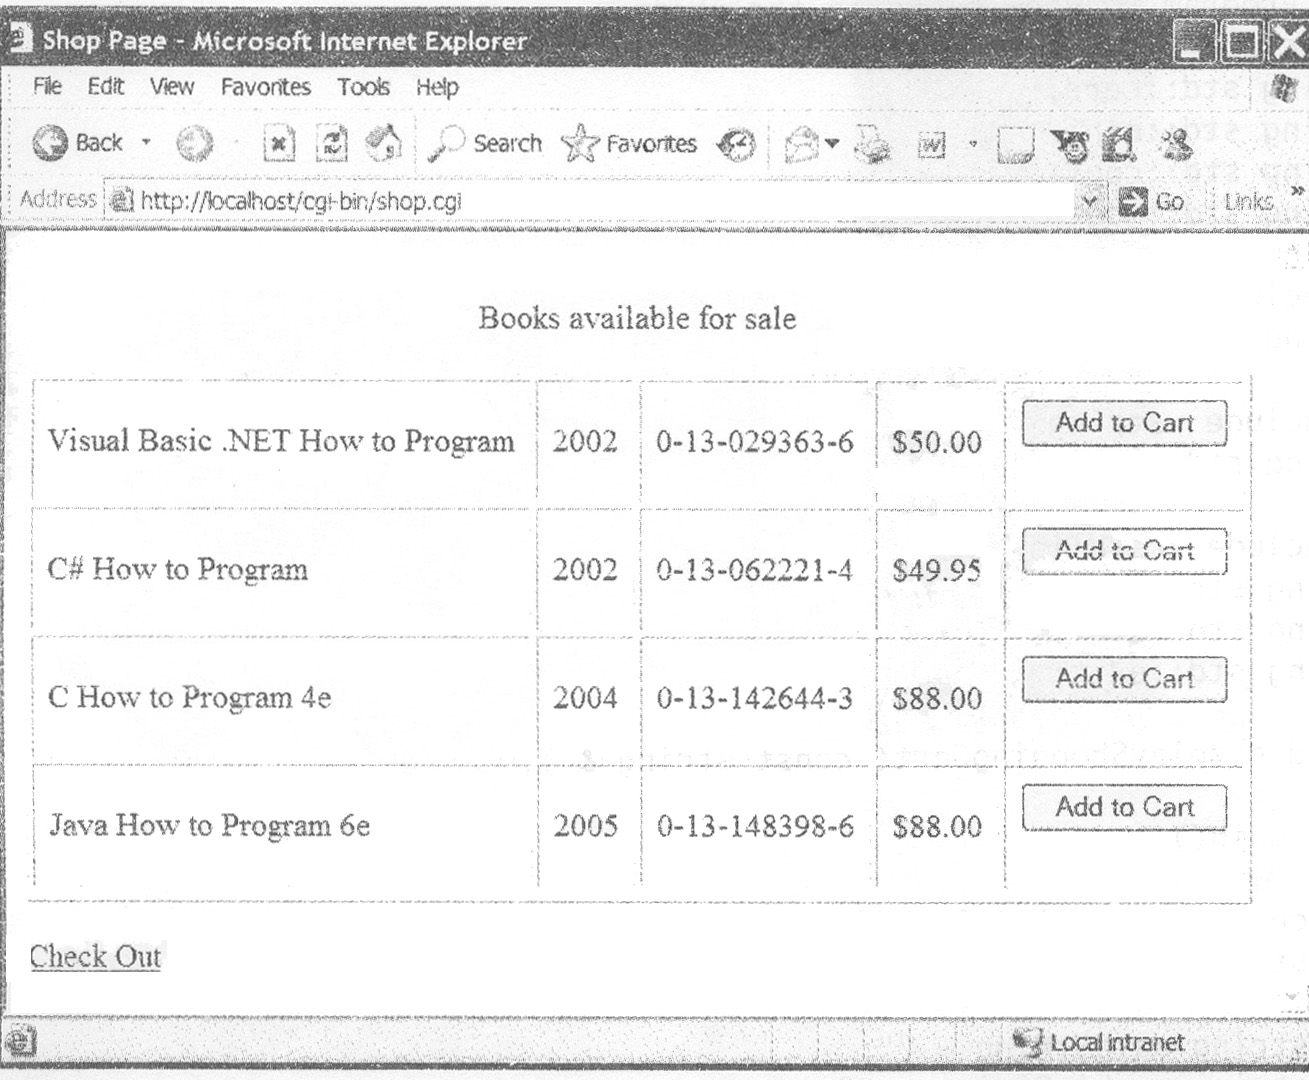 Shop Page - Microsoft Internet Explorer
File Edit View Favorites Tools Help
Back Search Favorites
Address http://localhost/cgi-bin/shop.cgi Go Links »
Books available for sale
Visual Basic .NET How to Program 2002 0-13-029363-6 $50.00 Add to Cart
C# How to Program 2002 0-13-062221-4 $49.95 Add to Cart
C How to Program 4e 2004 0-13-142644-3 $88.00 Add to Cart
Java How to Program 6e 2005 0-13-148398-6 $88.00 Add to Cart
Check Out
Local intranet